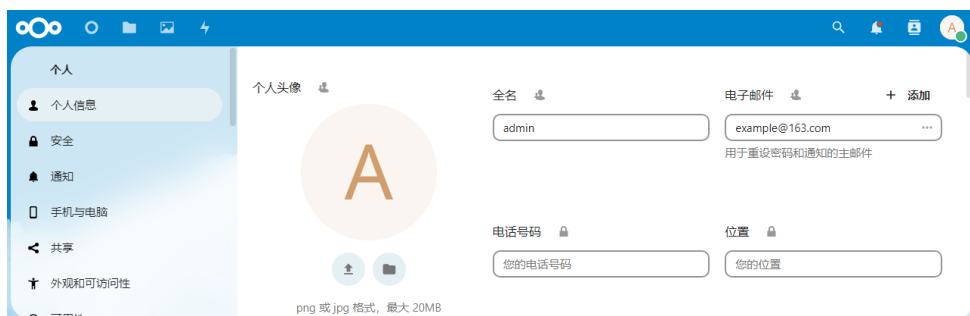 A
个人
个人信息
安全
通知
手机与电脑
共享
外观和可访问性
个人头像
A
png 或 jpg 格式，最大 20MB
全名
admin
电子邮件
添加
example@163.com
用于重设密码和通知的主邮件
电话号码
您的电话号码
位置
您的位置